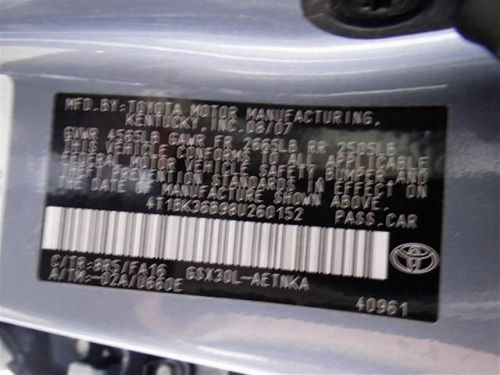 MFD.BY: TOYOTA MOTOR MANUFACTURING,
KENTUCKY, INC. 08/07
GVWR 4565LB GAWR FR 2665LB RR 2505LB
THIS VEHICLE CONFORMS TO ALL APPLICABLE
FEDERAL MOTOR VEHICLE SAFETY, BUMPER, AND
THEFT PREVENTION STANDARDS IN EFFECT ON
THE DATE OF MANUFACTURE SHOWN ABOVE.
4T1BK36B98U260152 PASS.CAR
C/TR:8R5/FA16 GSX30L-AETNKA
A/TM:-02A/U660E
40961